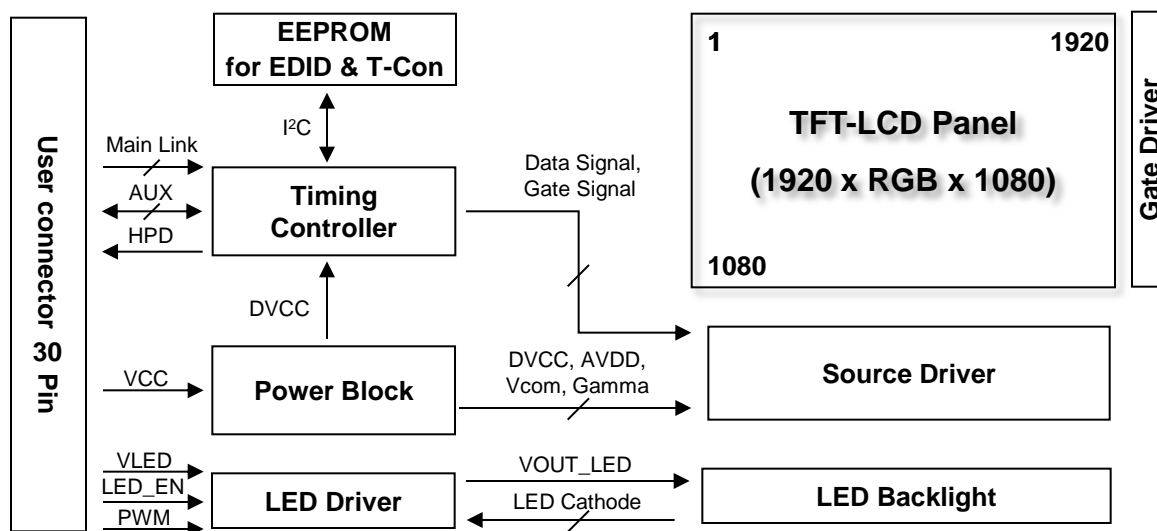 EEPROM
for EDID & T-Con
1
1920
TFT-LCD Panel
(1920 x RGB x 1080)
1080
Gate Driver
User connector 30 Pin
I²C
Main Link
AUX
HPD
Timing
Controller
Data Signal,
Gate Signal
DVCC
VCC
Power Block
DVCC, AVDD,
Vcom, Gamma
Source Driver
VLED
LED_EN
PWM
LED Driver
VOUT_LED
LED Cathode
LED Backlight